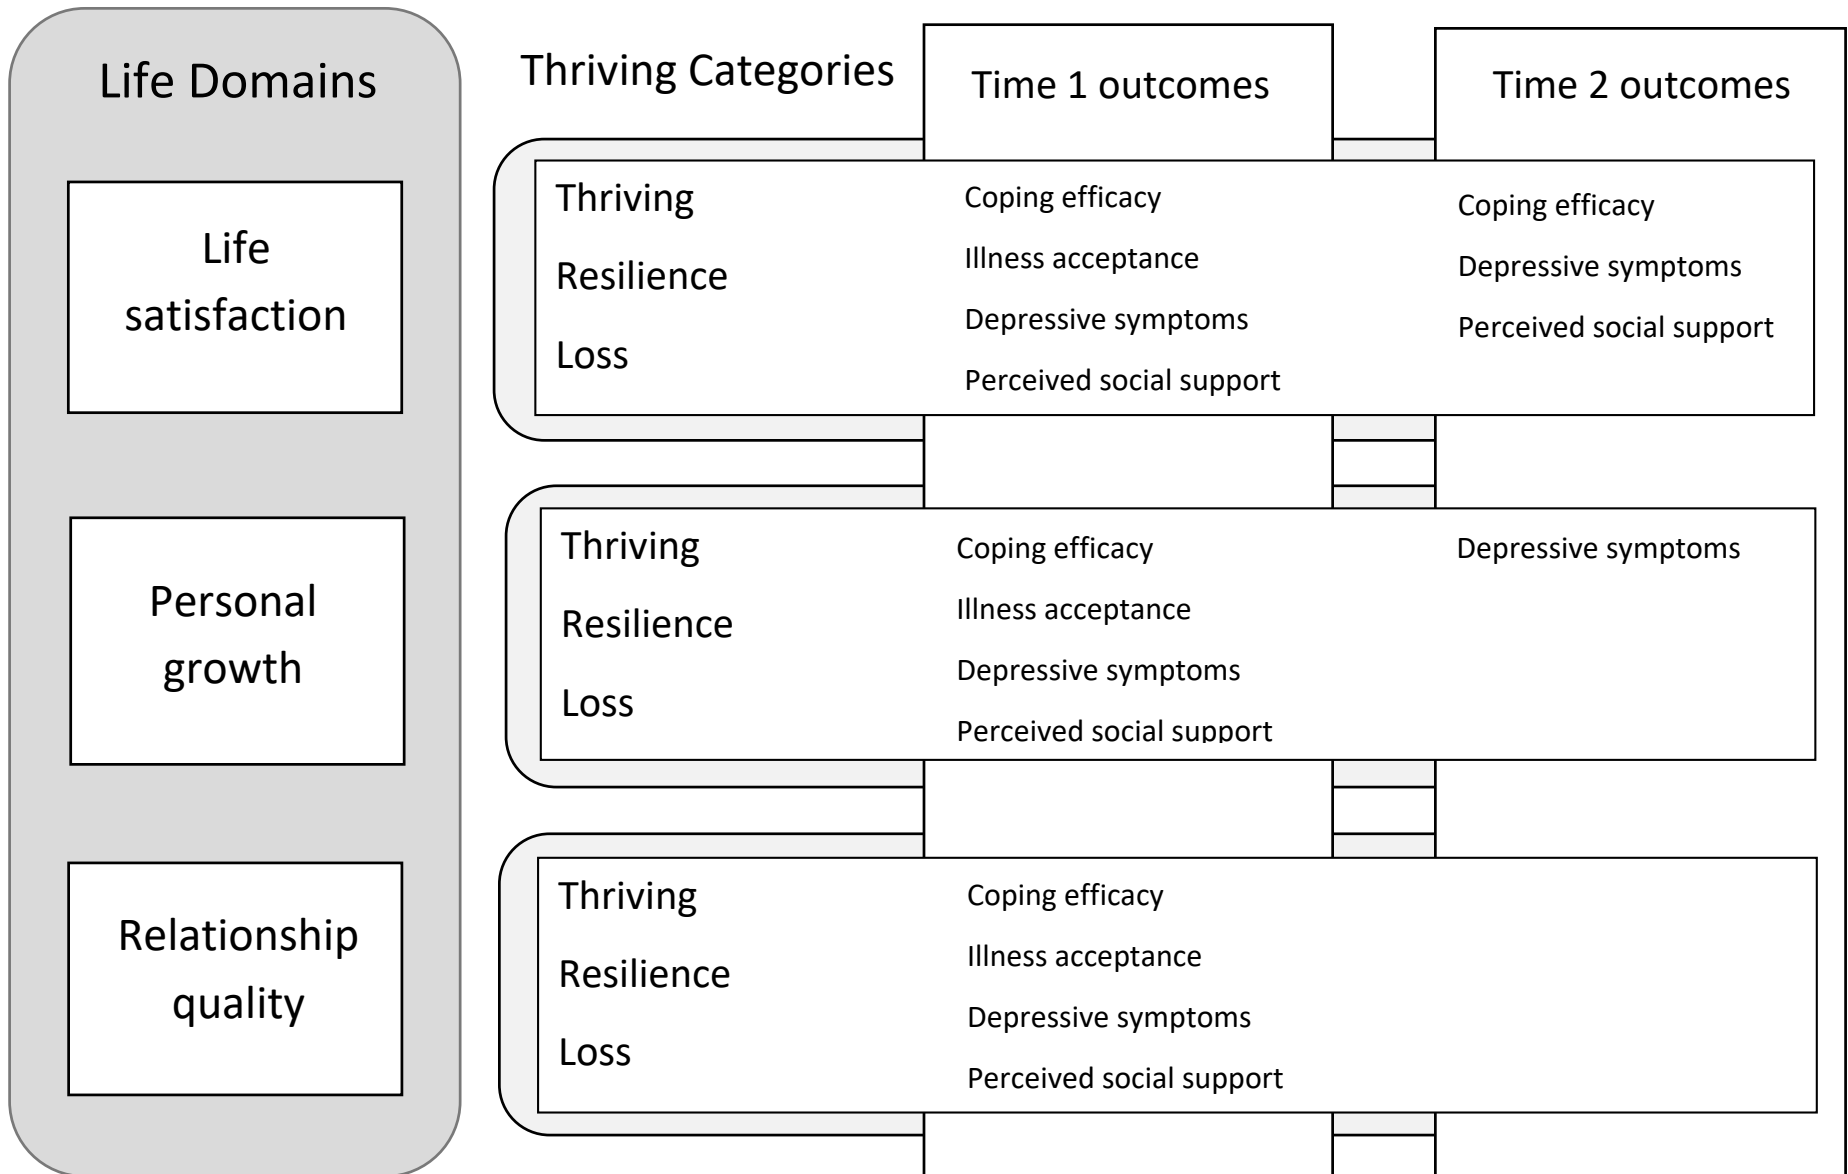 Life Domains
Thriving Categories
Time 1 outcomes
Time 2 outcomes
Life
satisfaction
Thriving
Resilience
Loss
Coping efficacy
Illness acceptance
Depressive symptoms
Perceived social support
Coping efficacy
Depressive symptoms
Perceived social support
Personal
growth
Thriving
Resilience
Loss
Coping efficacy
Illness acceptance
Depressive symptoms
Perceived social support
Depressive symptoms
Relationship
quality
Thriving
Resilience
Loss
Coping efficacy
Illness acceptance
Depressive symptoms
Perceived social support